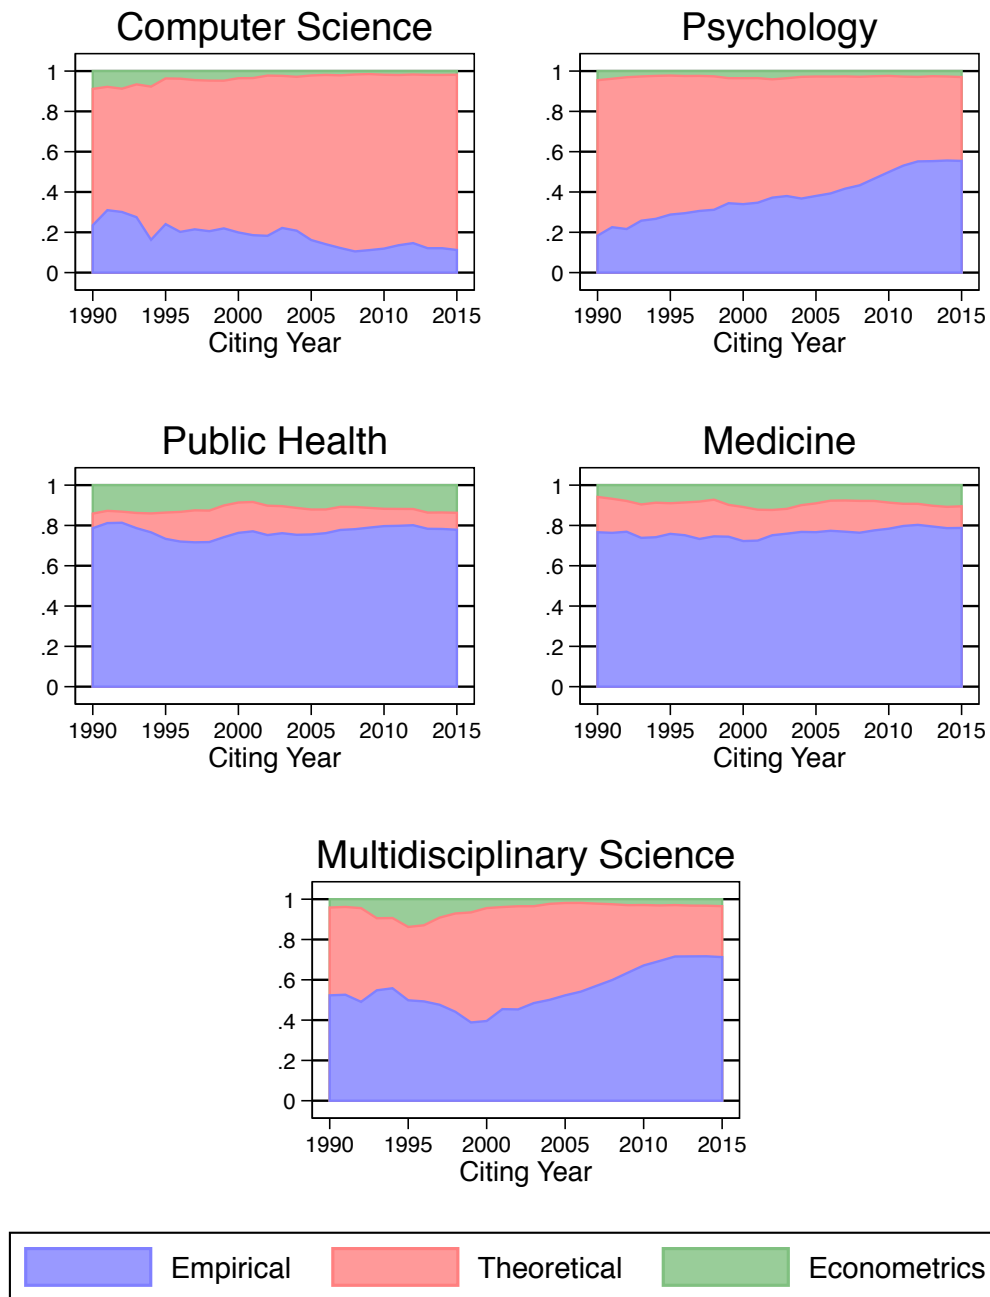 Computer Science
1
.8
.6
.4
.2
0
1990 1995 2000 2005 2010 2015
Citing Year
Psychology
1
.8
.6
.4
.2
0
1990 1995 2000 2005 2010 2015
Citing Year
Public Health
1
.8
.6
.4
.2
0
1990 1995 2000 2005 2010 2015
Citing Year
Medicine
1
.8
.6
.4
.2
0
1990 1995 2000 2005 2010 2015
Citing Year
Multidisciplinary Science
1
.8
.6
.4
.2
0
1990 1995 2000 2005 2010 2015
Citing Year
Empirical Theoretical Econometrics